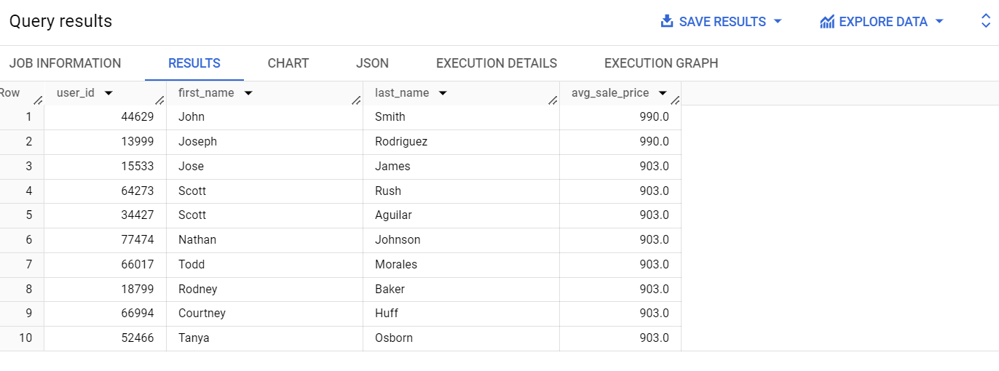 Query results SAVE RESULTS EXPLORE DATA
JOB INFORMATION RESULTS CHART JSON EXECUTION DETAILS EXECUTION GRAPH
Row user_id first_name last_name avg_sale_price
1 44629 John Smith 990.0
2 13999 Joseph Rodriguez 990.0
3 15533 Jose James 903.0
4 64273 Scott Rush 903.0
5 34427 Scott Aguilar 903.0
6 77474 Nathan Johnson 903.0
7 66017 Todd Morales 903.0
8 18799 Rodney Baker 903.0
9 66994 Courtney Huff 903.0
10 52466 Tanya Osborn 903.0